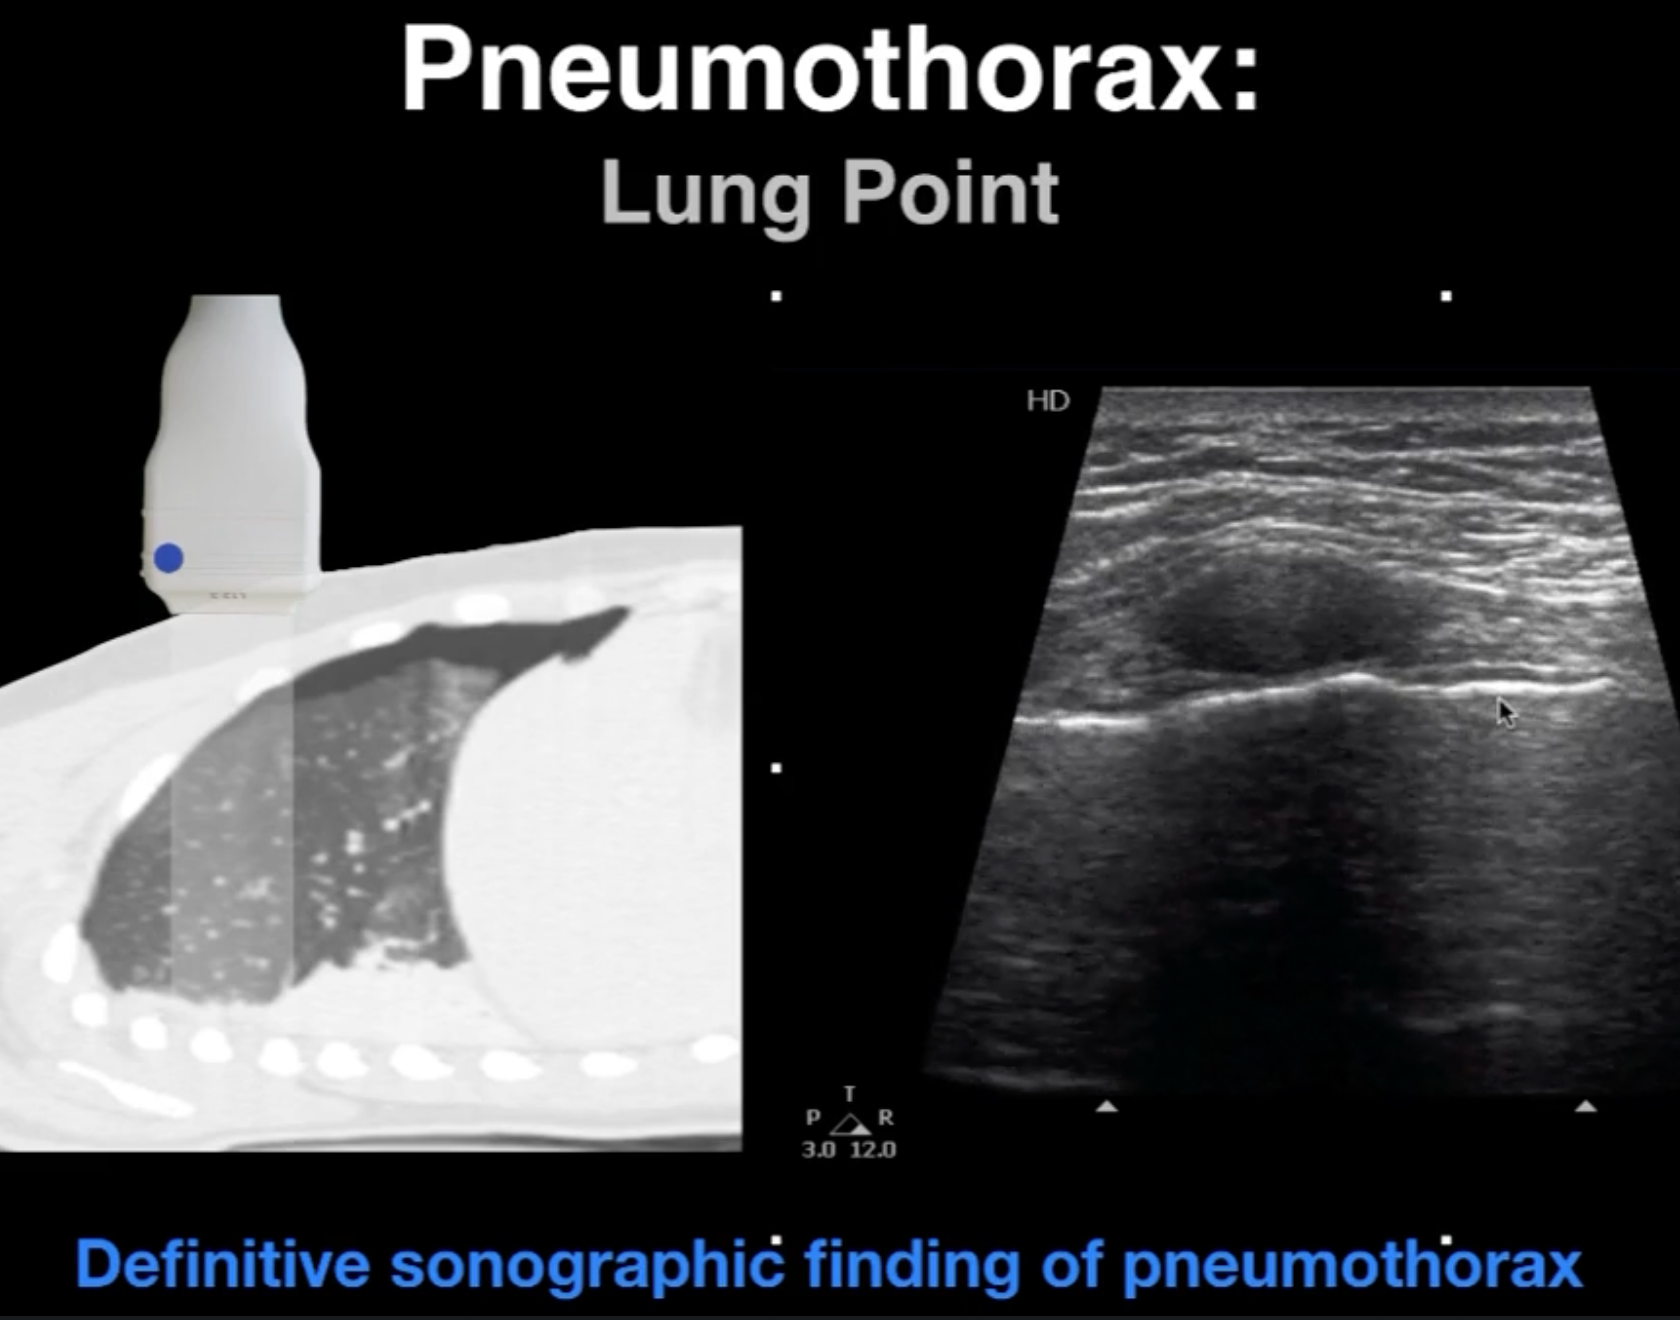 Pneumothorax:
Lung Point
HD
T
P R
3.0 12.0
Definitive sonographic finding of pneumothorax